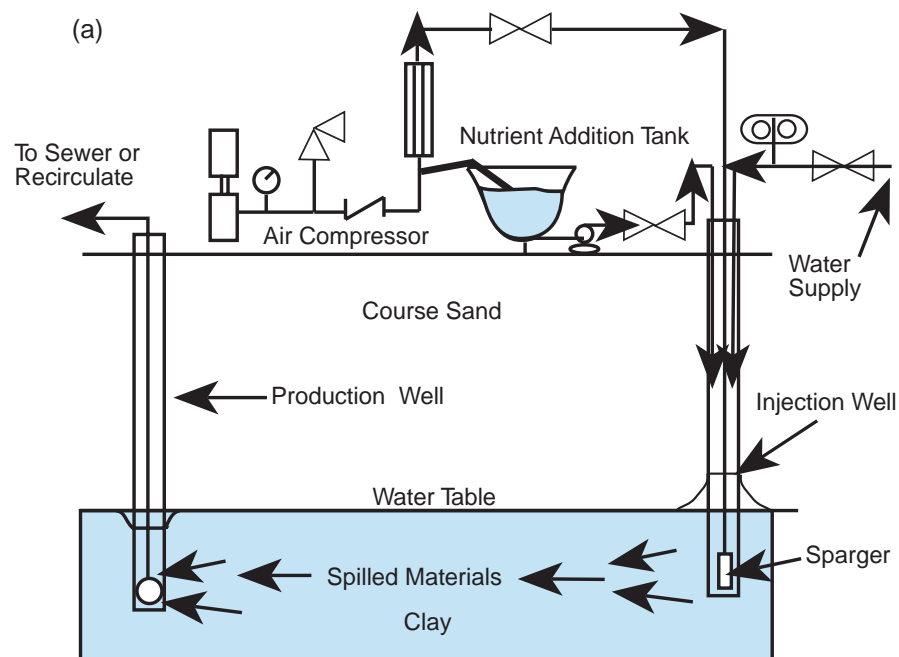 (a)
To Sewer or
Recirculate
Nutrient Addition Tank
Air Compressor
Water
Supply
Course Sand
Production Well
Injection Well
Water Table
Sparger
Spilled Materials
Clay